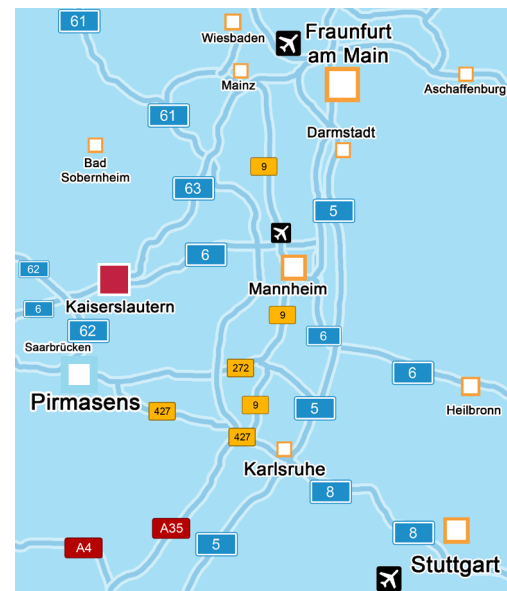 61
Wiesbaden
Fraunfurt
am Main
Mainz
Aschaffenburg
61
Darmstadt
Bad
Sobernheim
9
63
5
6
62
Mannheim
6
Kaiserslautern
9
62
6
Saarbrücken
272
6
Pirmasens
427
9
5
Heilbronn
427
Karlsruhe
8
A35
8
A4
5
Stuttgart